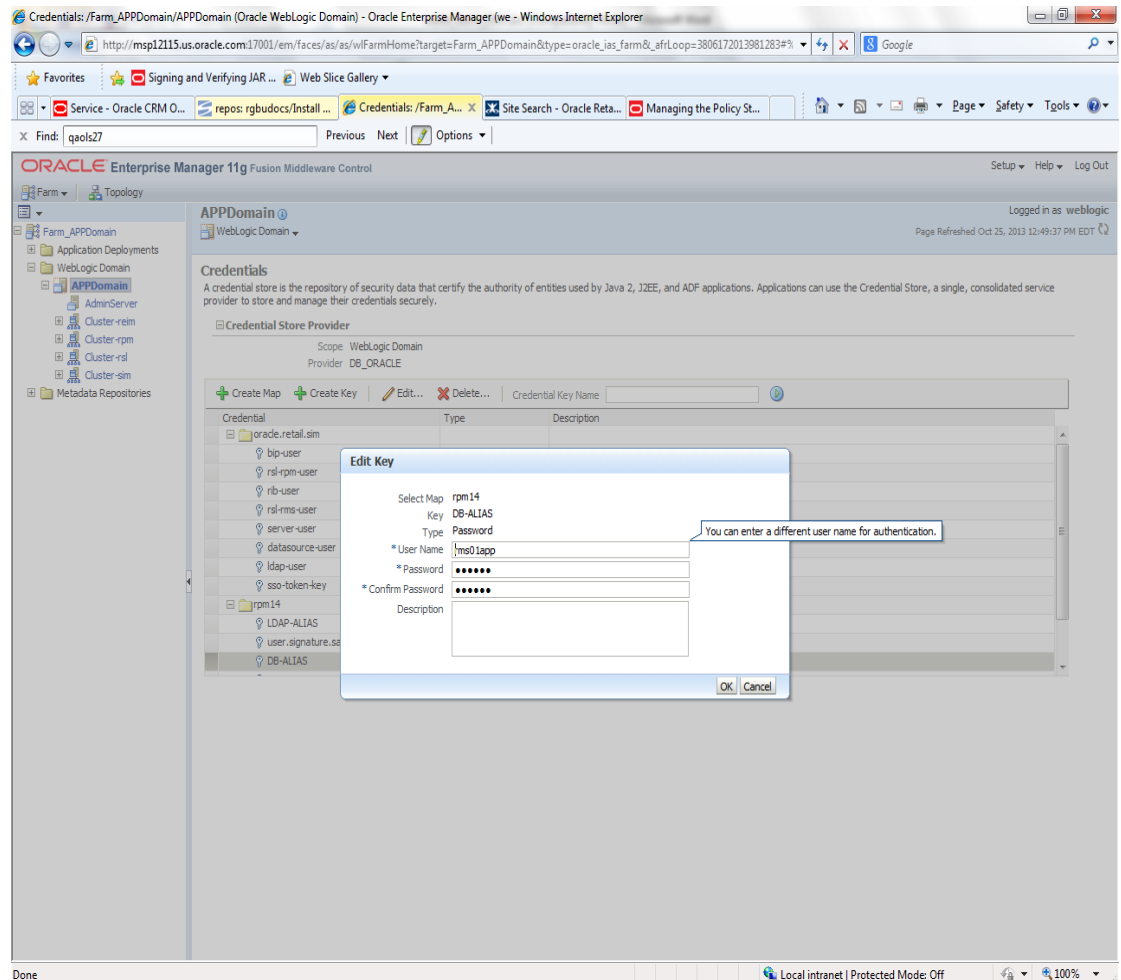 Credentials: /Farm_APPDomain/APPDomain (Oracle WebLogic Domain) - Oracle Enterprise Manager (we - Windows Internet Explorer
http://msp12115.us.oracle.com:17001/em/faces/as/as/wlFarmHome?target=Farm_APPDomain&type=oracle_ias_farm&_afrLoop=3806172013981283#%
Google
Favorites Signing and Verifying JAR ... Web Slice Gallery
Service - Oracle CRM O... repos: rgbudocs/Install ... Credentials: /Farm_A... X Site Search - Oracle Reta... Managing the Policy St... Page Safety Tools
X Find: qaols27 Previous Next Options
ORACLE Enterprise Manager 11g Fusion Middleware Control Setup Help Log Out
Farm Topology
APPDomain Logged in as weblogic
Farm_APPDomain WebLogic Domain Page Refreshed Oct 25, 2013 12:49:37 PM EDT
Application Deployments
WebLogic Domain
APPDomain
AdminServer
Cluster-reim
Cluster-rpm
Cluster-rsl
Cluster-sim
Metadata Repositories
Credentials
A credential store is the repository of security data that certify the authority of entities used by Java 2, J2EE, and ADF applications. Applications can use the Credential Store, a single, consolidated service
provider to store and manage their credentials securely.
Credential Store Provider
Scope WebLogic Domain
Provider DB_ORACLE
Create Map Create Key Edit... Delete... Credential Key Name
Credential Type Description
oracle.retail.sim
bip-user
rsl-rpm-user
rib-user
rsl-rms-user
server-user
datasource-user
ldap-user
sso-token-key
rpm14
LDAP-ALIAS
user.signature.sa
DB-ALIAS
Edit Key
Select Map rpm14
Key DB-ALIAS
Type Password
You can enter a different user name for authentication.
* User Name rms01app
* Password ••••••
* Confirm Password ••••••
Description
OK Cancel
Done Local intranet | Protected Mode: Off 100%